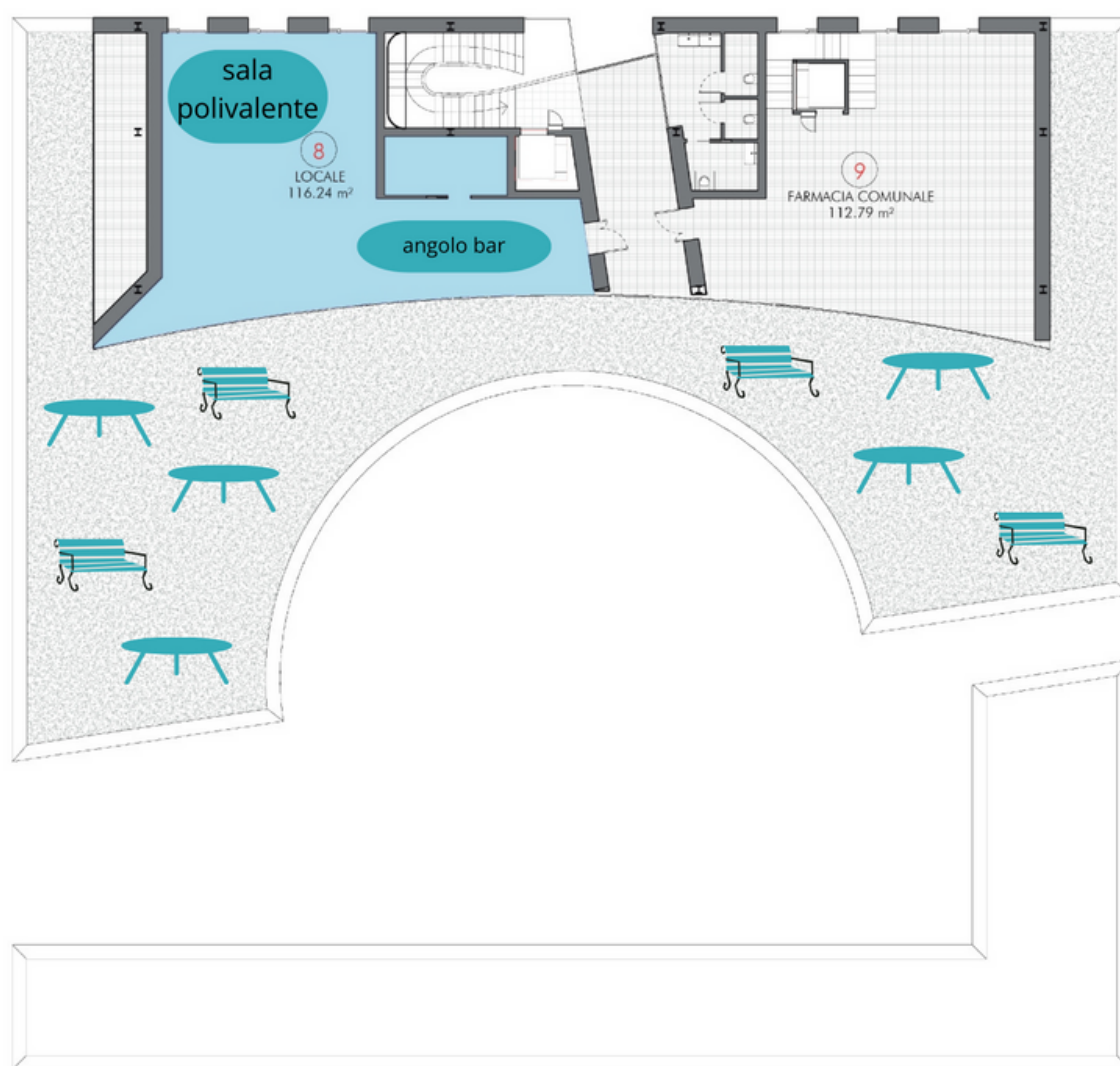 sala
polivalente
8
LOCALE
116.24 m²
angolo bar
9
FARMACIA COMUNALE
112.79 m²